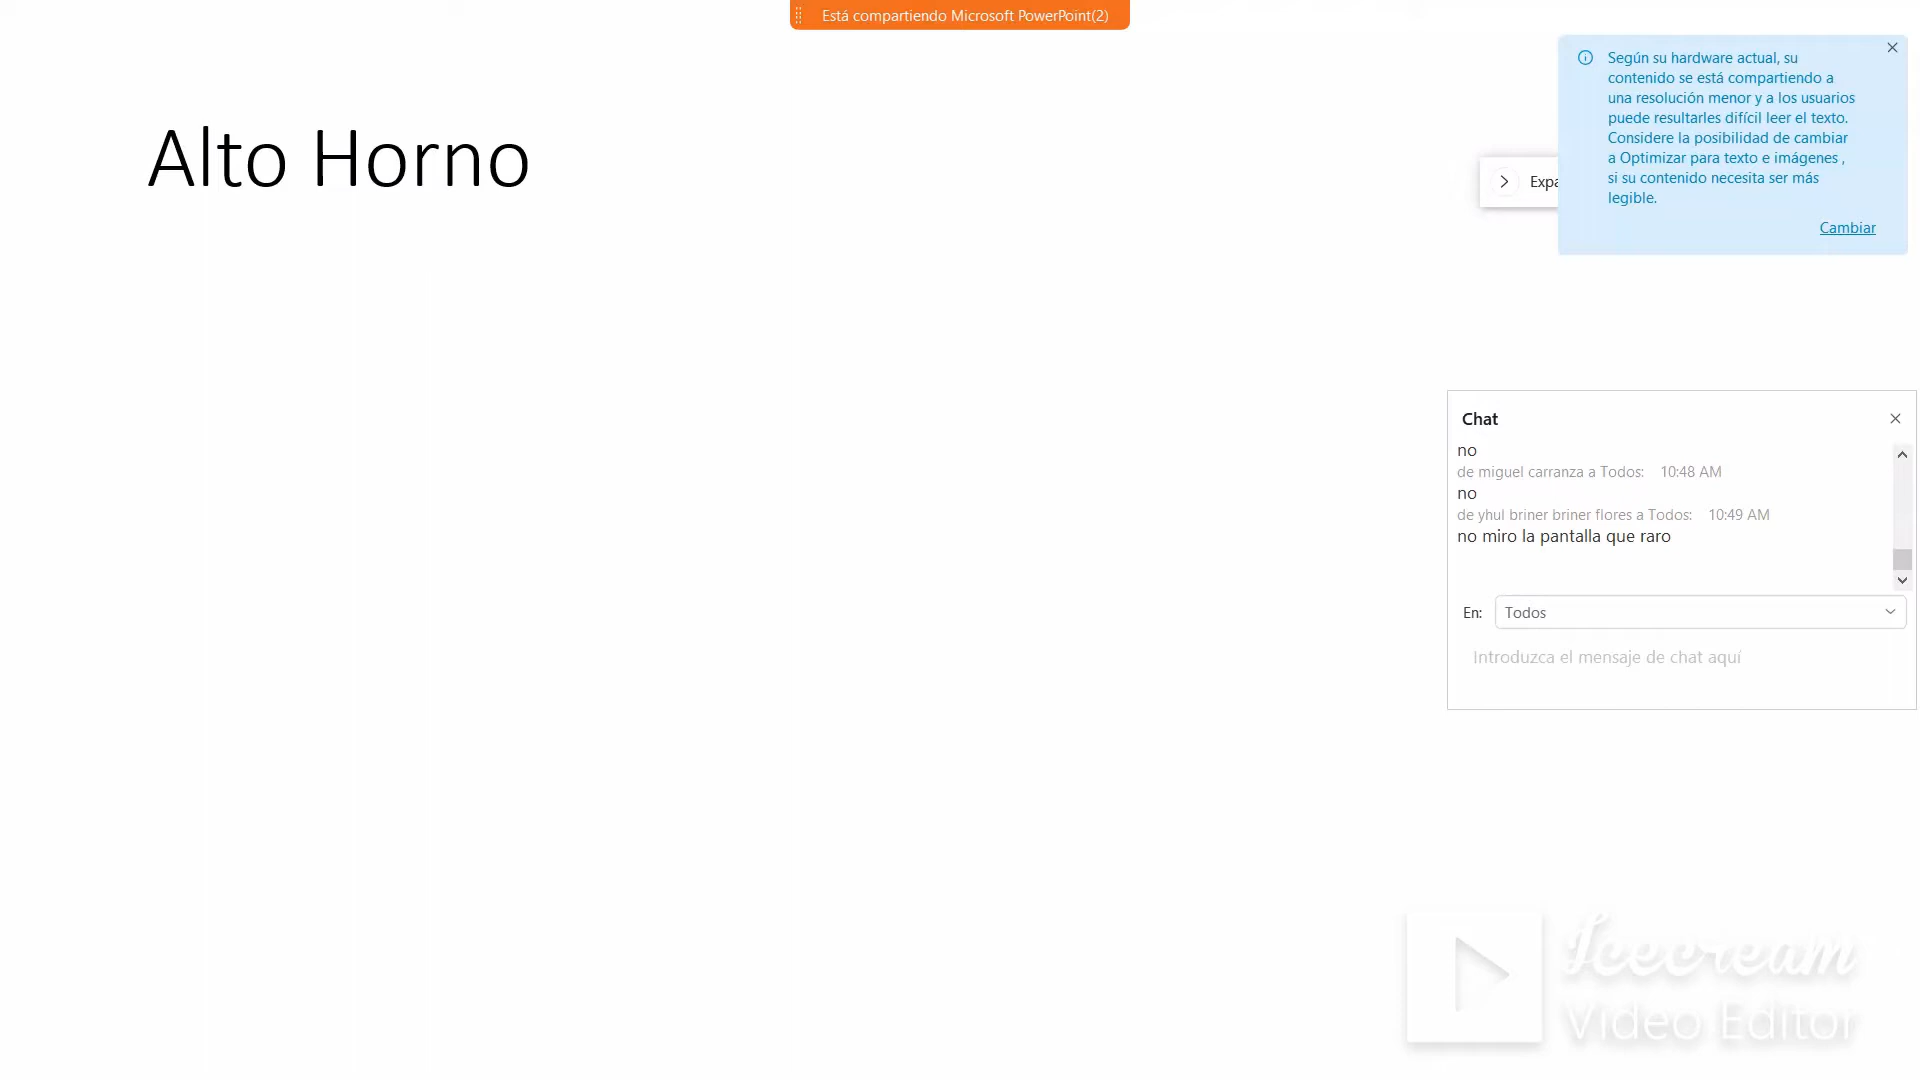 Está compartiendo Microsoft PowerPoint(2)
Alto Horno
Según su hardware actual, su
contenido se está compartiendo a
una resolución menor y a los usuarios
puede resultarles difícil leer el texto.
Considere la posibilidad de cambiar
a Optimizar para texto e imágenes ,
si su contenido necesita ser más
legible.
Cambiar
Expa
Chat
no
de miguel carranza a Todos: 10:48 AM
no
de yhul briner briner flores a Todos: 10:49 AM
no miro la pantalla que raro
En: Todos
Introduzca el mensaje de chat aquí
Icecream
Video Editor